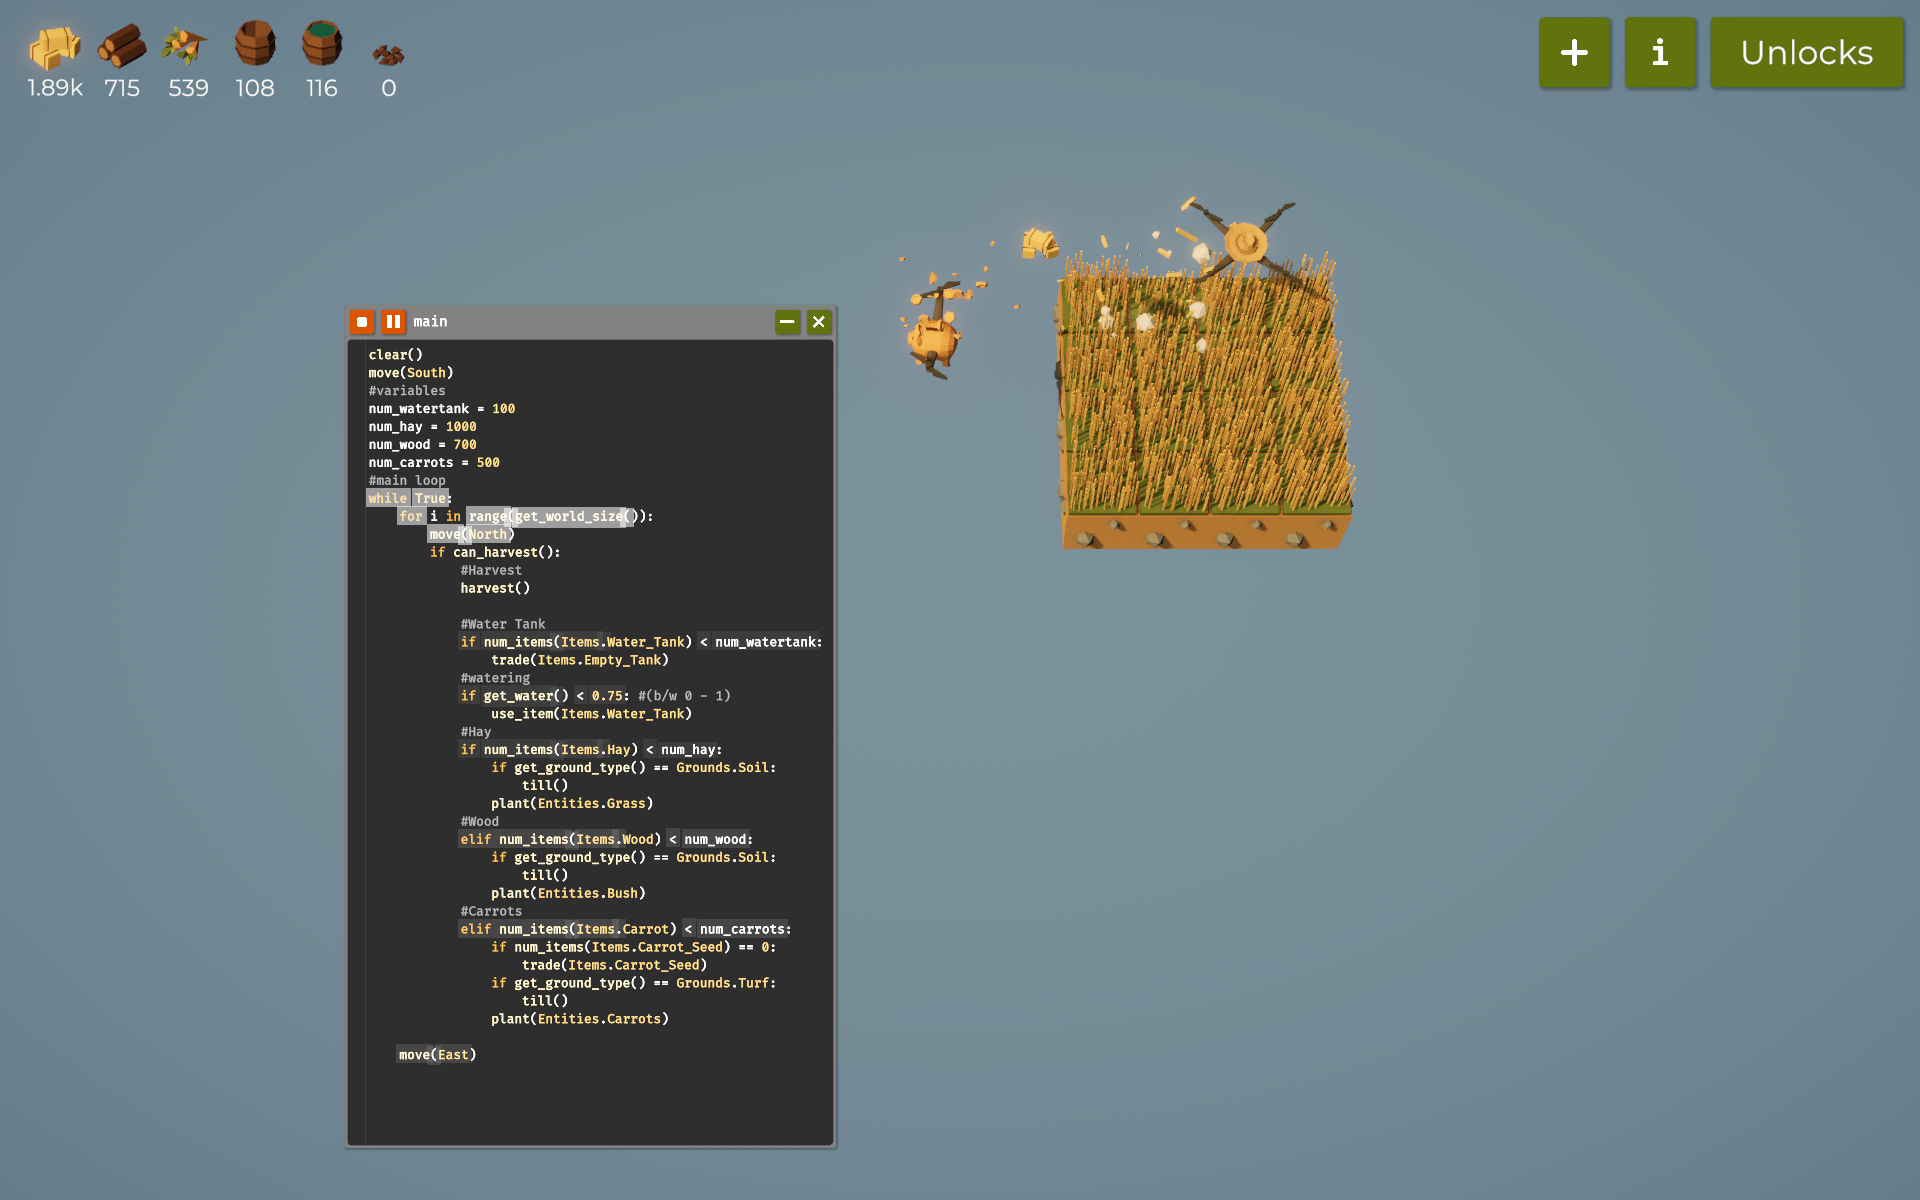 1.89k 715 539 108 116 0
+ i Unlocks
main
clear()
move(South)
#variables
num_watertank = 100
num_hay = 1000
num_wood = 700
num_carrots = 500
#main loop
while True:
for i in range(get_world_size()):
move(North)
if can_harvest():
#Harvest
harvest()
#Water Tank
if num_items(Items.Water_Tank) < num_watertank:
trade(Items.Empty_Tank)
#watering
if get_water() < 0.75: #(b/w 0 - 1)
use_item(Items.Water_Tank)
#Hay
if num_items(Items.Hay) < num_hay:
if get_ground_type() == Grounds.Soil:
till()
plant(Entities.Grass)
#Wood
elif num_items(Items.Wood) < num_wood:
if get_ground_type() == Grounds.Soil:
till()
plant(Entities.Bush)
#Carrots
elif num_items(Items.Carrot) < num_carrots:
if num_items(Items.Carrot_Seed) == 0:
trade(Items.Carrot_Seed)
if get_ground_type() == Grounds.Turf:
till()
plant(Entities.Carrots)
move(East)